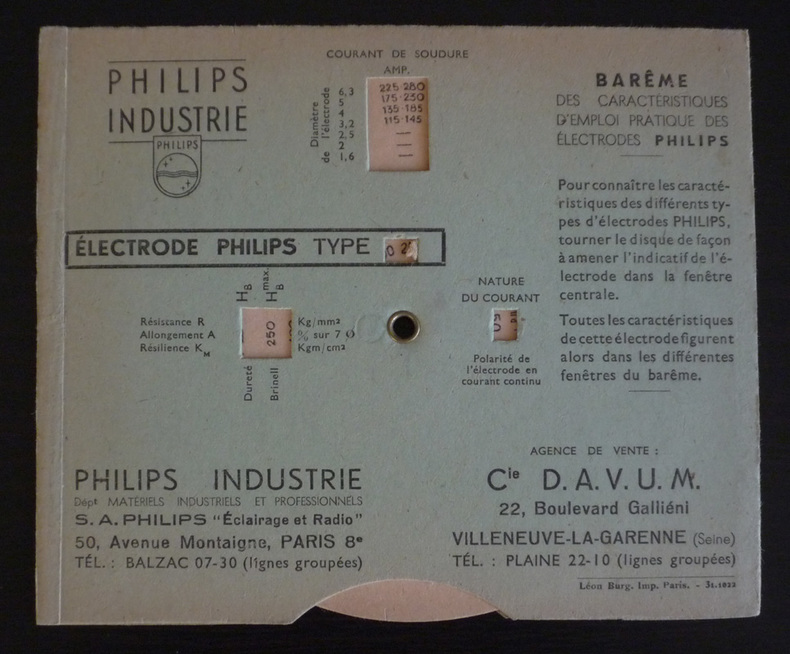 PHILIPS
INDUSTRIE
PHILIPS
COURANT DE SOUDURE
AMP.
Diamètre
de l'électrode
6,3
5
4
3,2
2,5
2
1,6
225-280
175-230
135-185
115-145
—
—
—
BARÊME
DES CARACTÉRISTIQUES
D'EMPLOI PRATIQUE DES
ÉLECTRODES PHILIPS
Pour connaître les caracté-
ristiques des différents ty-
pes d'électrodes PHILIPS,
tourner le disque de façon
à amener l'indicatif de l'é-
lectrode dans la fenêtre
centrale.
Toutes les caractéristiques
de cette électrode figurent
alors dans les différentes
fenêtres du barême.
ÉLECTRODE PHILIPS TYPE
HB
HB max.
Résistance R
Allongement A
Résilience KM
250
Kg/mm²
% sur 7 Ø
Kgm/cm²
Dureté
Brinell
NATURE
DU COURANT
Polarité de
l'électrode en
courant continu
PHILIPS INDUSTRIE
Dépt MATÉRIELS INDUSTRIELS ET PROFESSIONNELS
S.A. PHILIPS "Éclairage et Radio"
50, Avenue Montaigne, PARIS 8e
TÉL. : BALZAC 07-30 (lignes groupées)
AGENCE DE VENTE :
Cie D.A.V.U.M.
22, Boulevard Galliéni
VILLENEUVE-LA-GARENNE (Seine)
TÉL. : PLAINE 22-10 (lignes groupées)
Léon Burg. Imp. Paris. - 31.1022